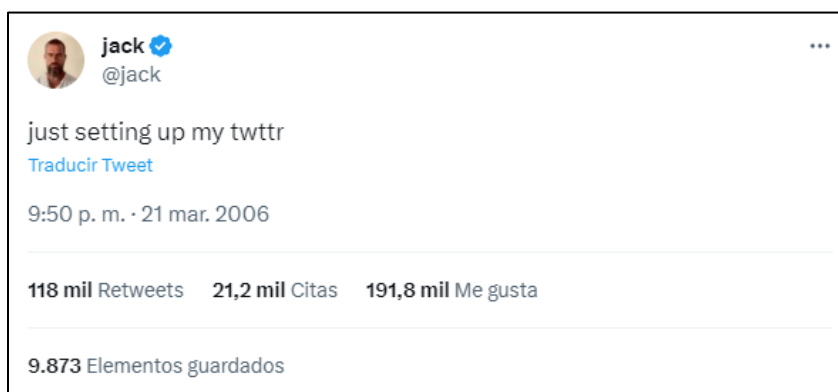 jack
@jack
just setting up my twttr
Traducir Tweet
9:50 p. m. · 21 mar. 2006
118 mil Retweets 21,2 mil Citas 191,8 mil Me gusta
9.873 Elementos guardados